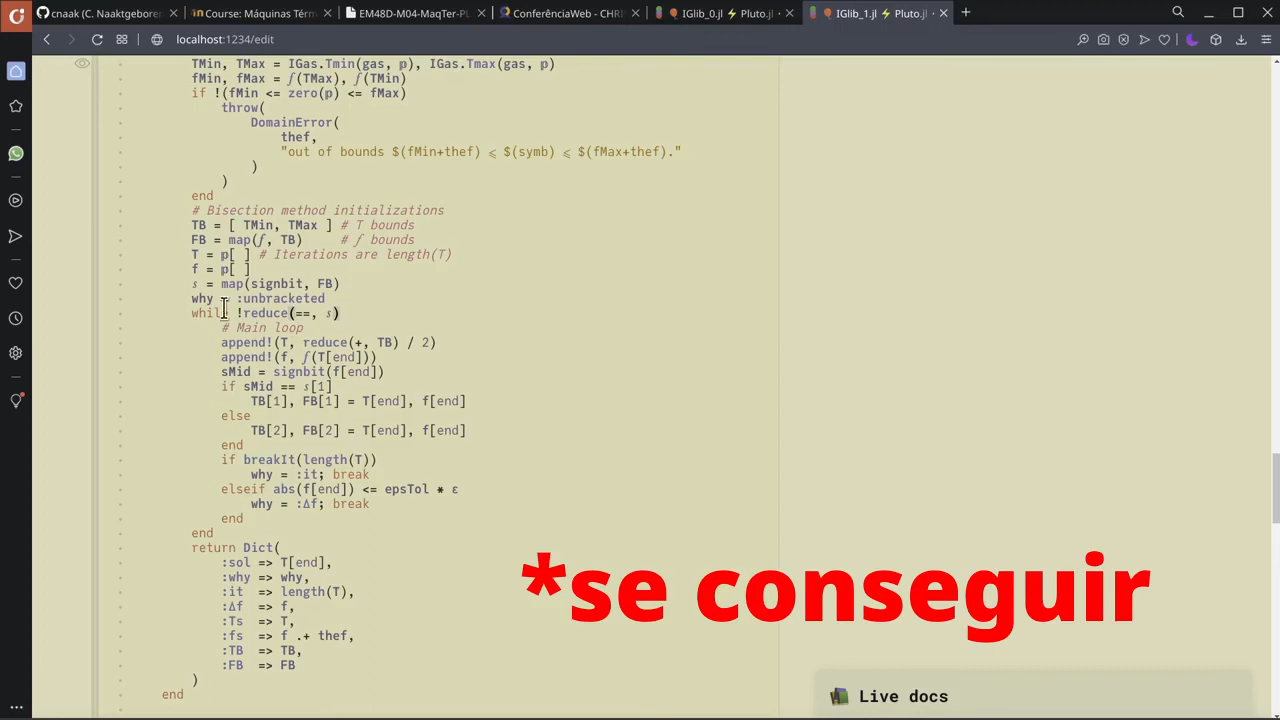 cnaak (C. Naaktgebore
Course: Máquinas Térm
EM48D-M04-MaqTer-PL
ConferênciaWeb - CHRI
IGlib_0.jl ⚡ Pluto.jl
IGlib_1.jl ⚡ Pluto.jl
localhost:1234/edit
TMin, TMax = IGas.Tmin(gas, 𝕡), IGas.Tmax(gas, 𝕡)
fMin, fMax = 𝑓(TMax), 𝑓(TMin)
if !(fMin <= zero(𝕡) <= fMax)
throw(
DomainError(
thef,
"out of bounds $(fMin+thef) ⩽ $(symb) ⩽ $(fMax+thef)."
)
)
end
# Bisection method initializations
TB = [ TMin, TMax ] # T bounds
FB = map(𝑓, TB) # 𝑓 bounds
T = 𝕡[ ] # Iterations are length(T)
f = 𝕡[ ]
𝑠 = map(signbit, FB)
why = :unbracketed
while !reduce(==, 𝑠)
# Main loop
append!(T, reduce(+, TB) / 2)
append!(f, 𝑓(T[end]))
sMid = signbit(f[end])
if sMid == 𝑠[1]
TB[1], FB[1] = T[end], f[end]
else
TB[2], FB[2] = T[end], f[end]
end
if breakIt(length(T))
why = :it; break
elseif abs(f[end]) <= epsTol * ε
why = :Δf; break
end
end
return Dict(
:sol => T[end],
:why => why,
:it => length(T),
:Δf => f,
:Ts => T,
:fs => f .+ thef,
:TB => TB,
:FB => FB
)
end
*se conseguir
Live docs